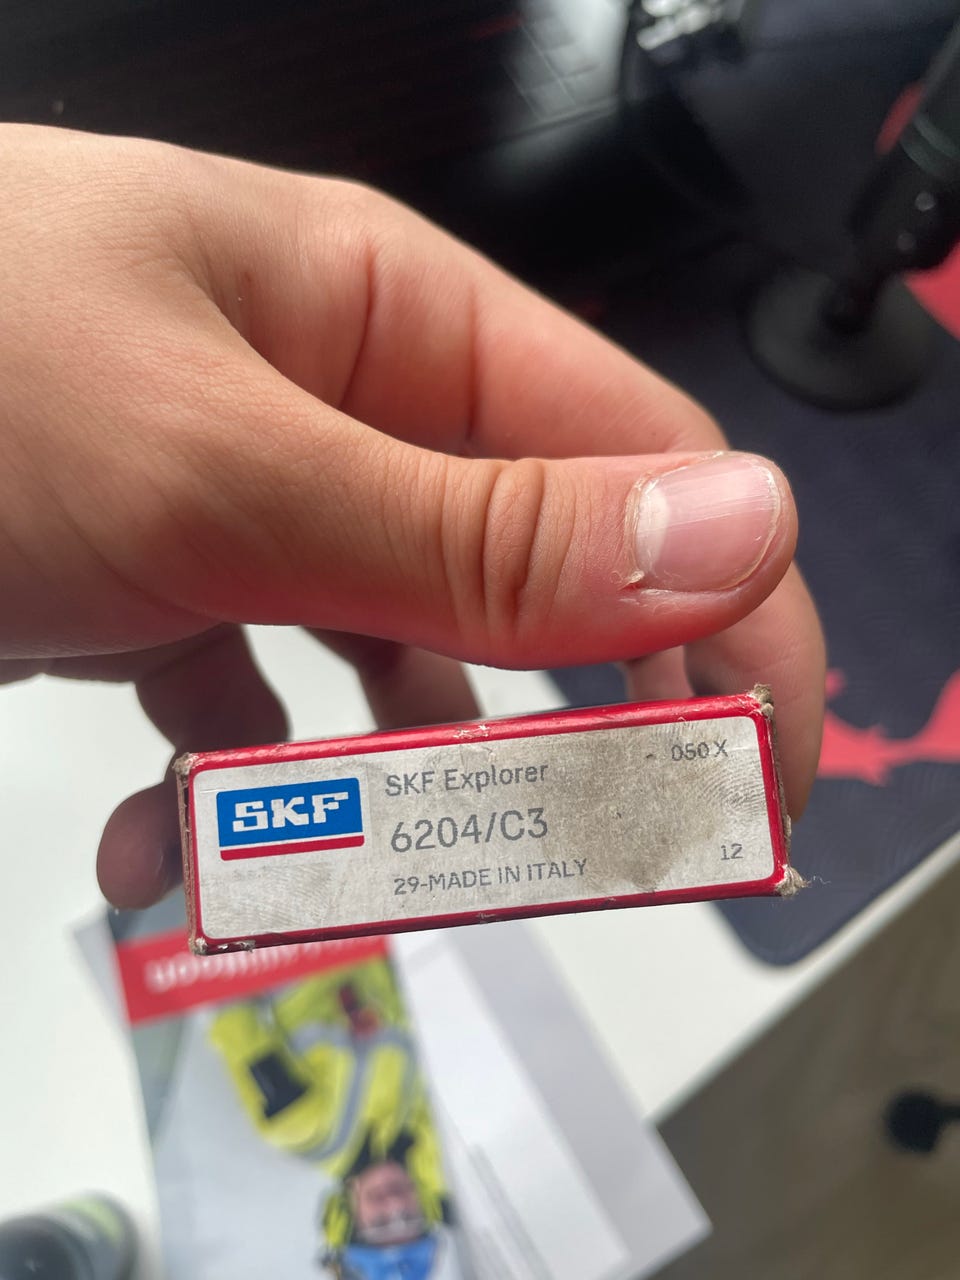 SKF
SKF Explorer
6204/C3
29-MADE IN ITALY
050 X
12